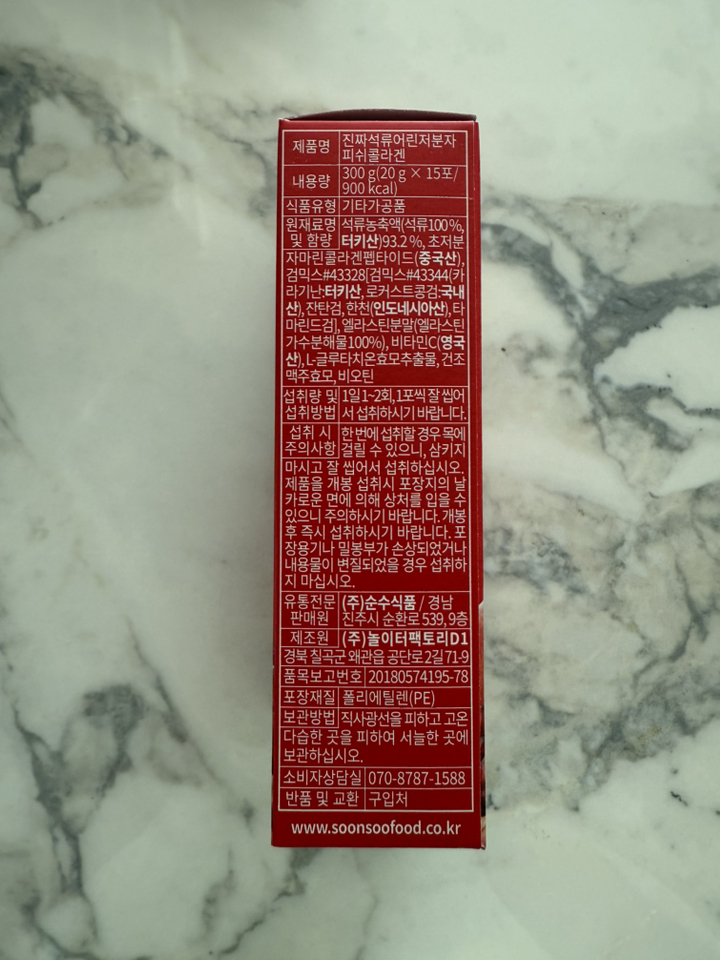 제품명 진짜석류어린저분자
피쉬콜라겐
내용량 300 g(20 g × 15포/
900 kcal)
식품유형 기타가공품
원재료명 석류농축액(석류100%,
및 함량 터키산)93.2 %, 초저분
자마린콜라겐펩타이드(중국산),
검믹스#43328[검믹스#43344(카
라기난:터키산, 로커스트콩검:국내
산), 잔탄검, 한천(인도네시아산), 타
마린드검], 엘라스틴분말(엘라스틴
가수분해물100%), 비타민C(영국
산), L-글루타치온효모추출물, 건조
맥주효모, 비오틴
섭취량 및 1일 1~2회, 1포씩 잘 씹어
섭취방법 서 섭취하시기 바랍니다.
섭취 시 한 번에 섭취할 경우 목에
주의사항 걸릴 수 있으니, 삼키지
마시고 잘 씹어서 섭취하십시오.
제품을 개봉 섭취시 포장지의 날
카로운 면에 의해 상처를 입을 수
있으니 주의하시기 바랍니다. 개봉
후 즉시 섭취하시기 바랍니다. 포
장용기나 밀봉부가 손상되었거나
내용물이 변질되었을 경우 섭취하
지 마십시오.
유통전문 (주)순수식품 / 경남
판매원 진주시 순환로 539, 9층
제조원 (주)놀이터팩토리D1
경북 칠곡군 왜관읍 공단로2길 71-9
품목보고번호 20180574195-78
포장재질 폴리에틸렌(PE)
보관방법 직사광선을 피하고 고온
다습한 곳을 피하여 서늘한 곳에
보관하십시오.
소비자상담실 070-8787-1588
반품 및 교환 구입처
www.soonsoofood.co.kr